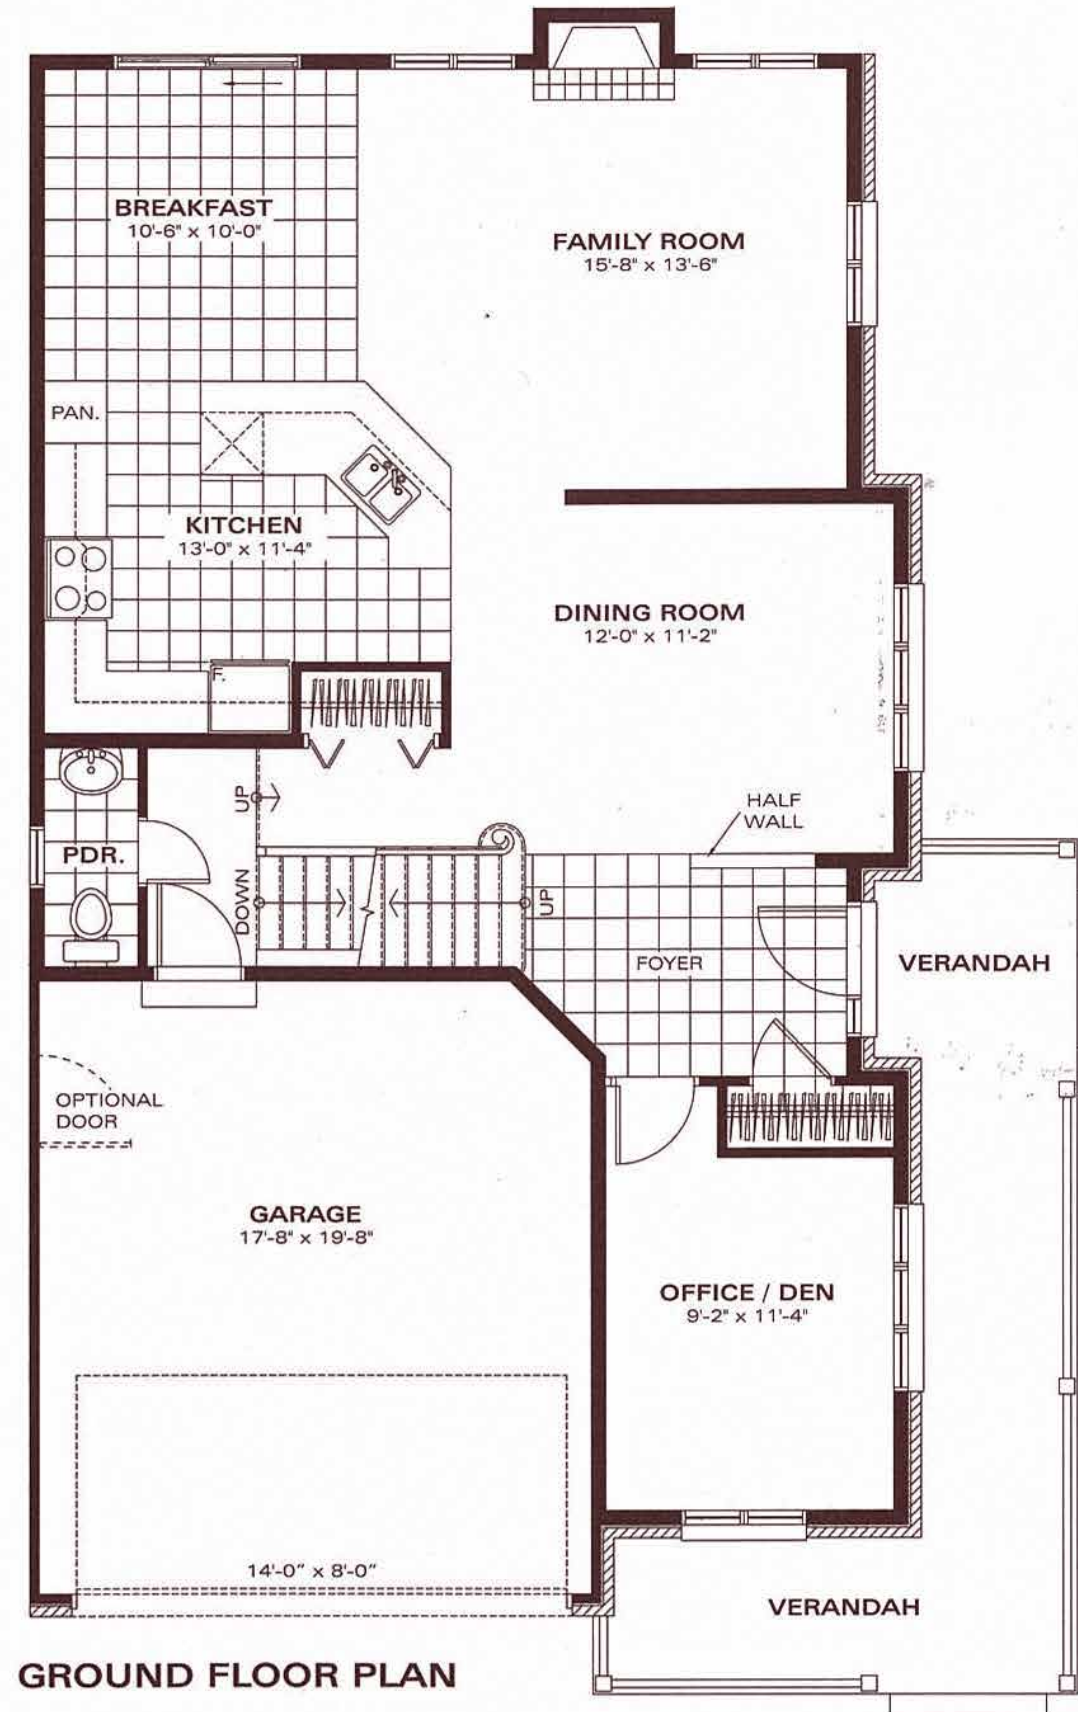 BREAKFAST
10'-6" x 10'-0"
FAMILY ROOM
15'-8" x 13'-6"
PAN.
KITCHEN
13'-0" x 11'-4"
DINING ROOM
12'-0" x 11'-2"
F.
UP
HALF
WALL
PDR.
DOWN
UP
FOYER
VERANDAH
OPTIONAL
DOOR
GARAGE
17'-8" x 19'-8"
OFFICE / DEN
9'-2" x 11'-4"
14'-0" x 8'-0"
VERANDAH
GROUND FLOOR PLAN